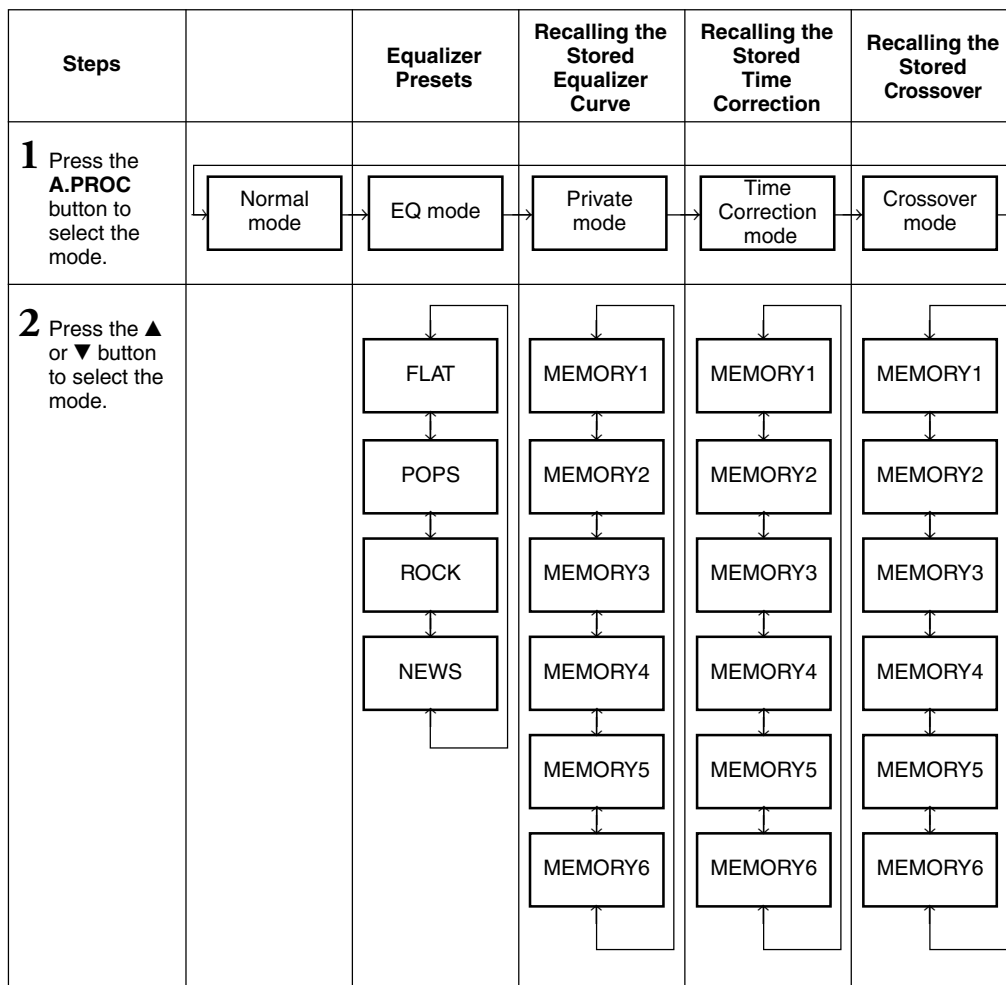 Steps
Equalizer
Presets
Recalling the
Stored
Equalizer
Curve
Recalling the
Stored
Time
Correction
Recalling the
Stored
Crossover
1 Press the
A.PROC
button to
select the
mode.
Normal
mode
EQ mode
Private
mode
Time
Correction
mode
Crossover
mode
2 Press the ▲
or ▼ button
to select the
mode.
FLAT
POPS
ROCK
NEWS
MEMORY1
MEMORY2
MEMORY3
MEMORY4
MEMORY5
MEMORY6
MEMORY1
MEMORY2
MEMORY3
MEMORY4
MEMORY5
MEMORY6
MEMORY1
MEMORY2
MEMORY3
MEMORY4
MEMORY5
MEMORY6